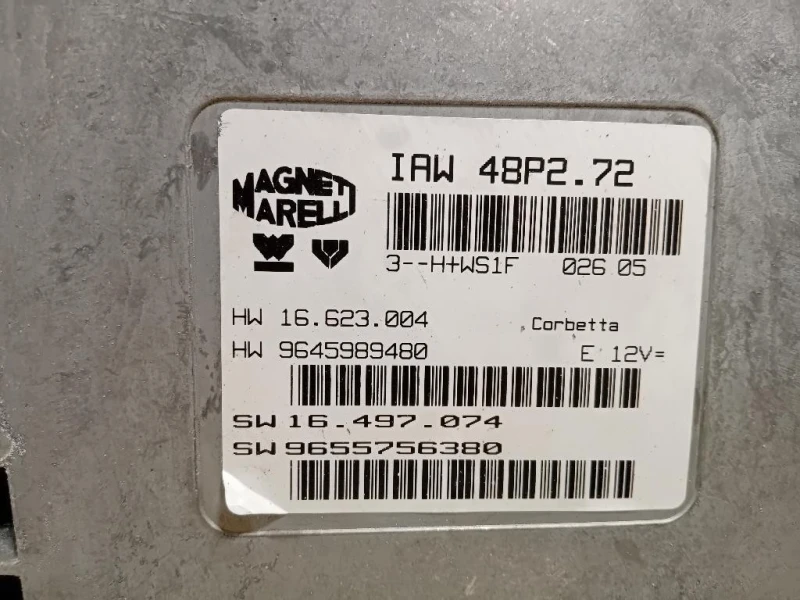 MAGNETI
MARELLI
IAW 48P2.72
3--H+WS1F 026 05
HW 16.623.004 Corbetta
HW 9645989480 E 12V=
SW 16.497.074
SW 9655756380